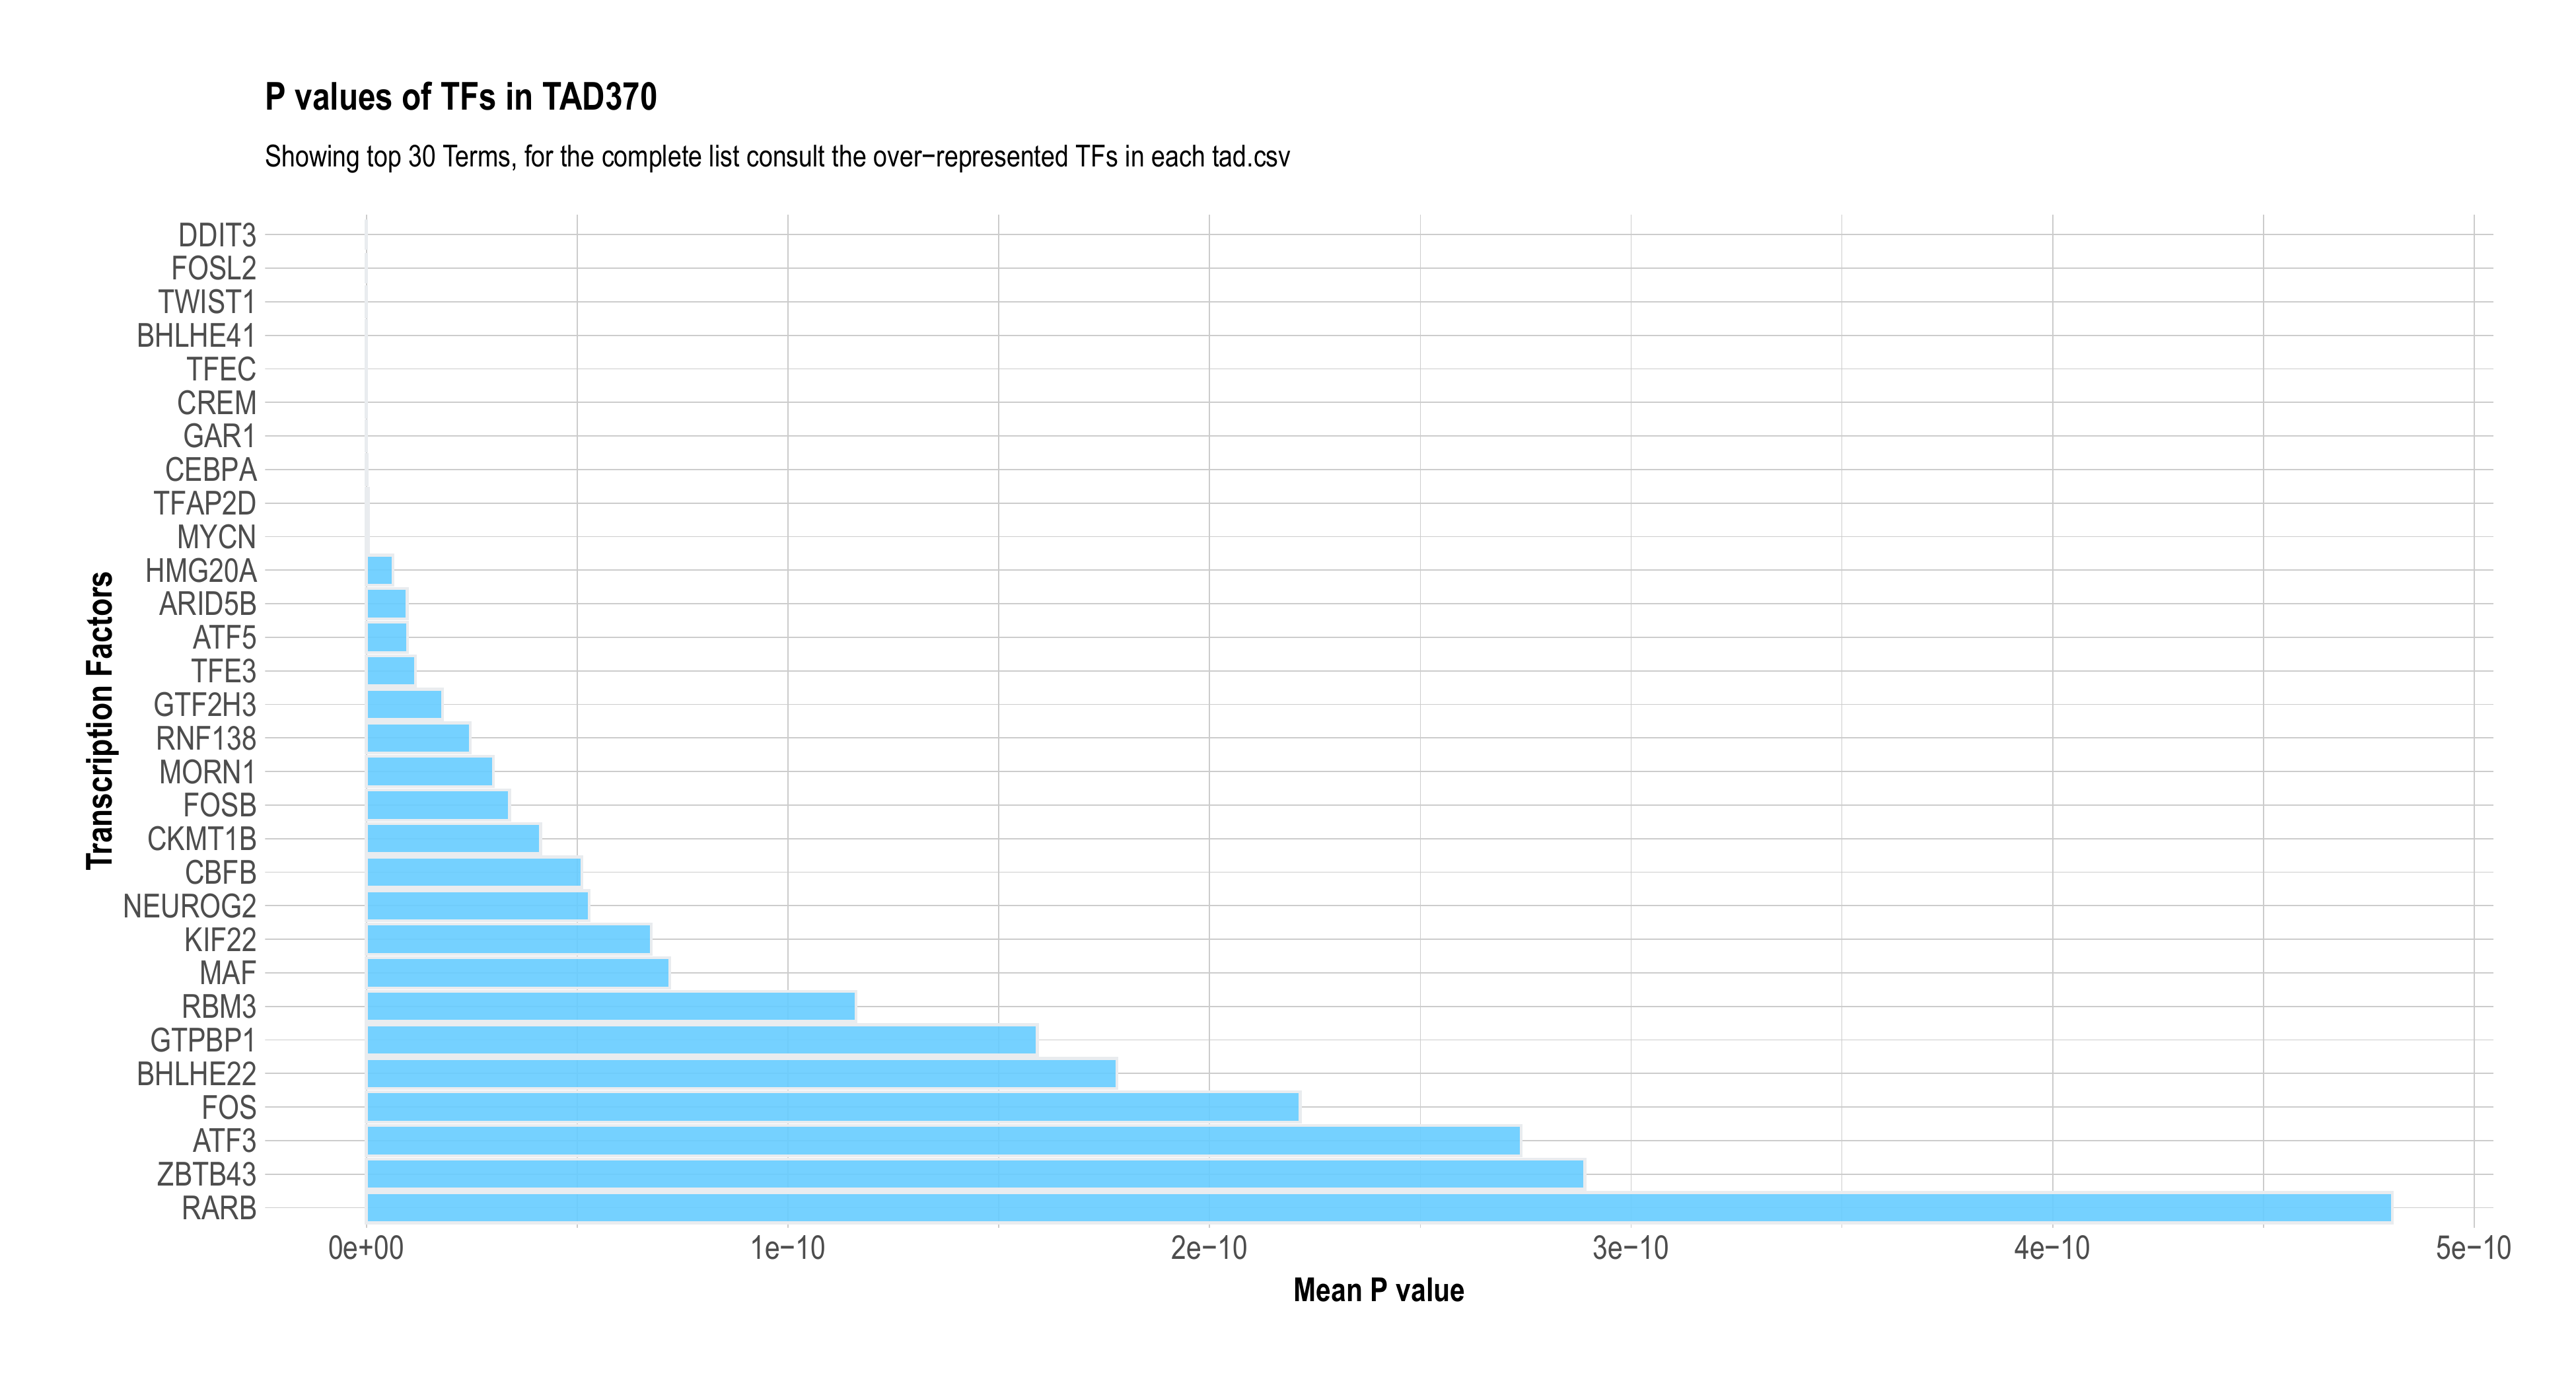 P values of TFs in TAD370
Showing top 30 Terms, for the complete list consult the over−represented TFs in each tad.csv
Transcription Factors
DDIT3
FOSL2
TWIST1
BHLHE41
TFEC
CREM
GAR1
CEBPA
TFAP2D
MYCN
HMG20A
ARID5B
ATF5
TFE3
GTF2H3
RNF138
MORN1
FOSB
CKMT1B
CBFB
NEUROG2
KIF22
MAF
RBM3
GTPBP1
BHLHE22
FOS
ATF3
ZBTB43
RARB
0e+00 1e−10 2e−10 3e−10 4e−10 5e−10
Mean P value